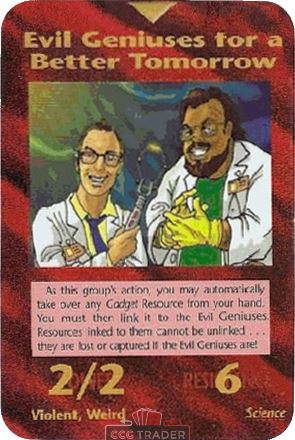 Evil Geniuses for a
Better Tomorrow
As this group's action, you may automatically
take over any Gadget Resource from your hand.
You must then link it to the Evil Geniuses.
Resources linked to them cannot be unlinked . . .
they are lost or captured if the Evil Geniuses are!
2/2
6
CCG TRADER
Violent, Weird
Science